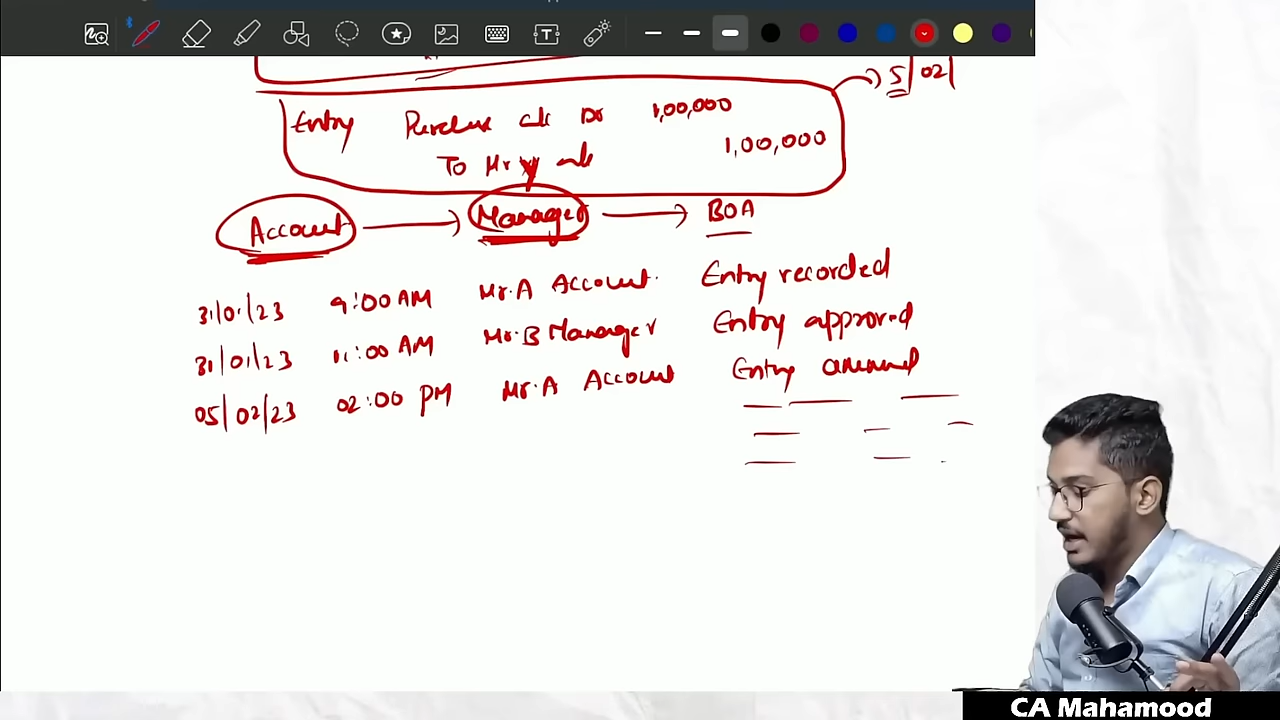 5/02/
Entry Purchase a/c Dr 1,00,000
To Mr Y a/c 1,00,000
Account Manager BOA
31/01/23 9:00 AM Mr.A Account Entry recorded
31/01/23 11:00 AM Mr.B Manager Entry approved
05/02/23 02:00 PM Mr.A Account Entry
T
CA Mahamood